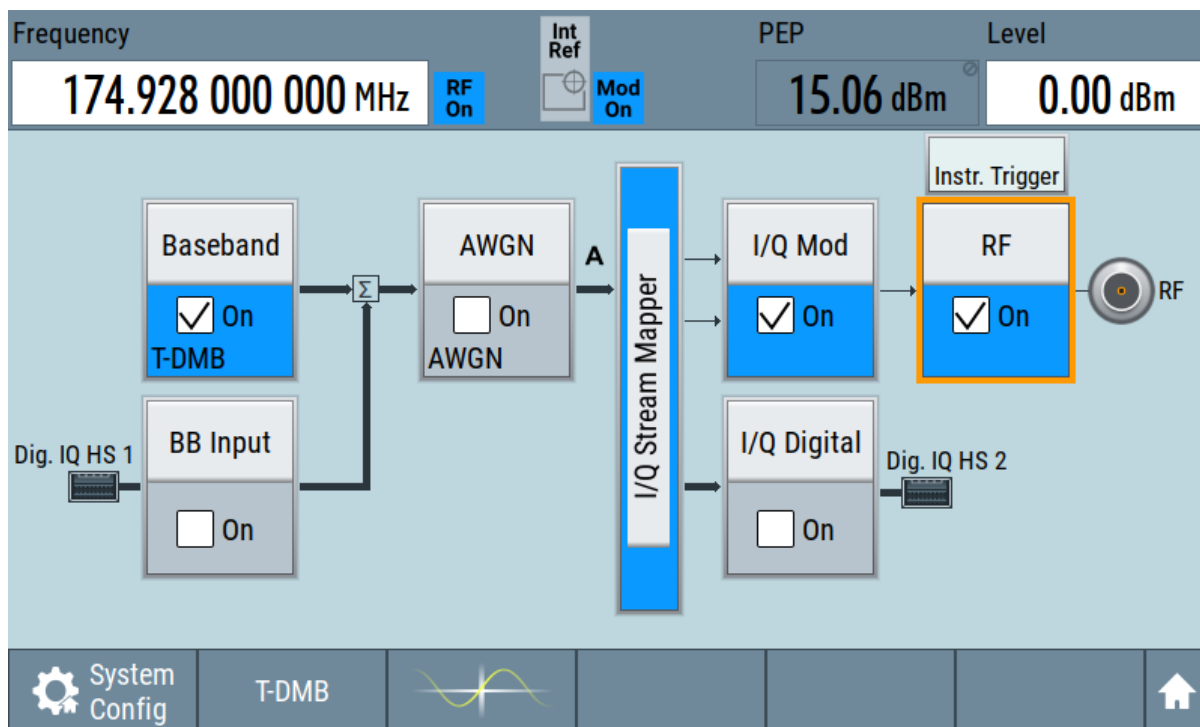 Frequency
Int
Ref
PEP
Level
174.928 000 000 MHz
RF
On
Mod
On
15.06 dBm
0.00 dBm
Instr. Trigger
Baseband
On
T-DMB
Σ
AWGN
On
AWGN
A
I/Q Stream Mapper
I/Q Mod
On
RF
On
RF
Dig. IQ HS 1
BB Input
On
I/Q Digital
On
Dig. IQ HS 2
System
Config
T-DMB